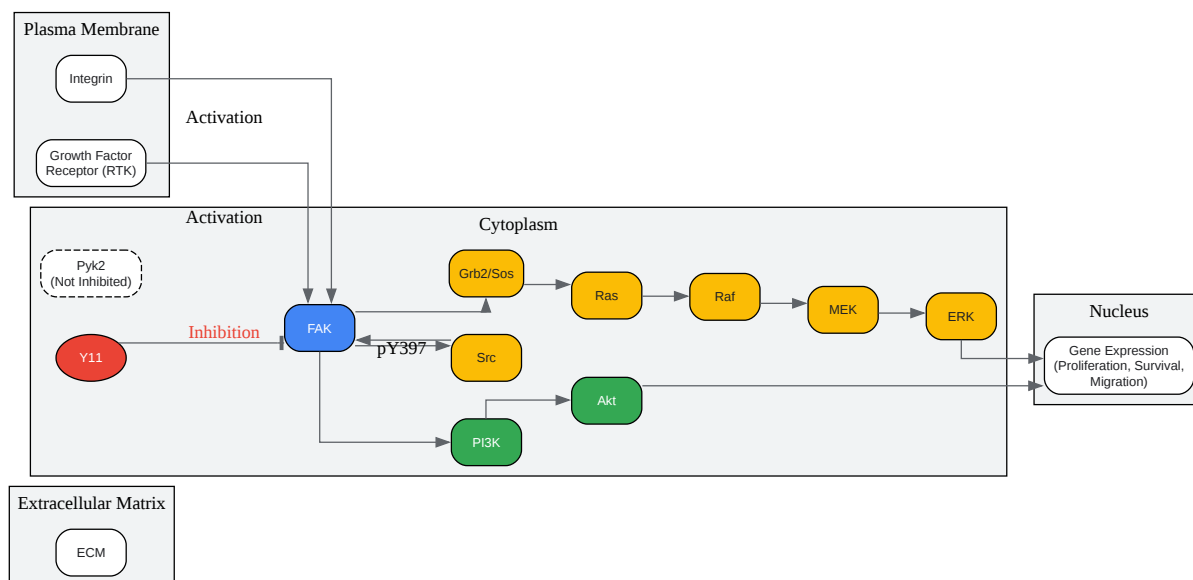 Plasma Membrane
Integrin
Activation
Growth Factor
Receptor (RTK)
Activation
Cytoplasm
Pyk2
(Not Inhibited)
Grb2/Sos
Ras
Raf
MEK
ERK
Nucleus
Gene Expression
(Proliferation, Survival,
Migration)
FAK
Inhibition
Y11
pY397
Src
Akt
PI3K
Extracellular Matrix
ECM